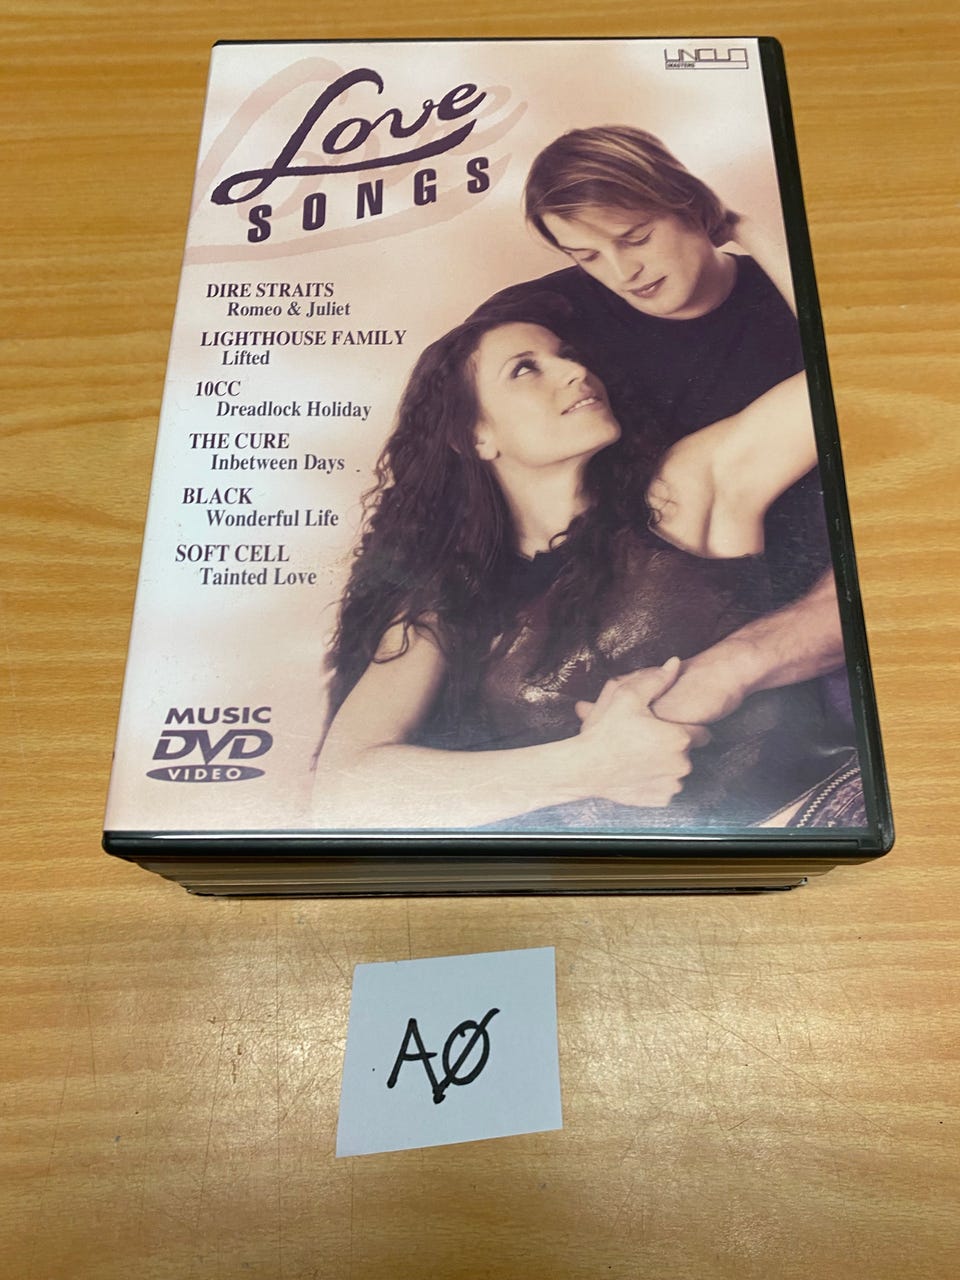 Love
SONGS
DIRE STRAITS
Romeo & Juliet
LIGHTHOUSE FAMILY
Lifted
10CC
Dreadlock Holiday
THE CURE
Inbetween Days
BLACK
Wonderful Life
SOFT CELL
Tainted Love
MUSIC
DVD
VIDEO
AØ